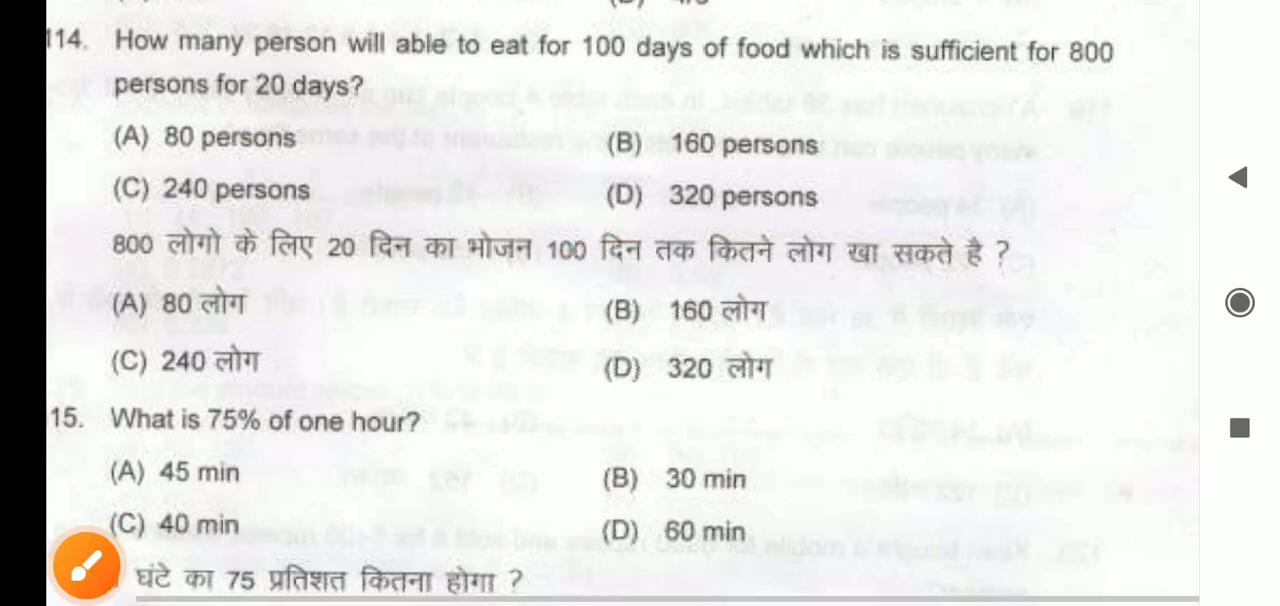 114. How many person will able to eat for 100 days of food which is sufficient for 800
persons for 20 days?
(A) 80 persons (B) 160 persons
(C) 240 persons (D) 320 persons
800 लोगो के लिए 20 दिन का भोजन 100 दिन तक कितने लोग खा सकते है ?
(A) 80 लोग (B) 160 लोग
(C) 240 लोग (D) 320 लोग
15. What is 75% of one hour?
(A) 45 min (B) 30 min
(C) 40 min (D) 60 min
घंटे का 75 प्रतिशत कितना होगा ?